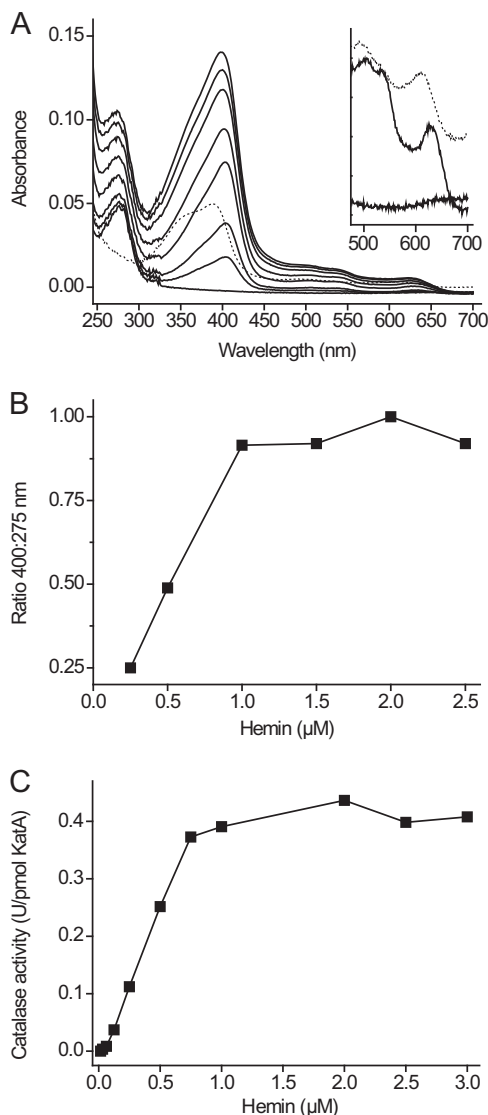 A
0.15
0.10
0.05
0.00
Absorbance
250 300 350 400 450 500 550 600 650 700
Wavelength (nm)
500 600 700
B
1.00
0.75
0.50
0.25
Ratio 400:275 nm
0.0 0.5 1.0 1.5 2.0 2.5
Hemin (µM)
C
0.4
0.3
0.2
0.1
0.0
Catalase activity (U/pmol KatA)
0.0 0.5 1.0 1.5 2.0 2.5 3.0
Hemin (µM)